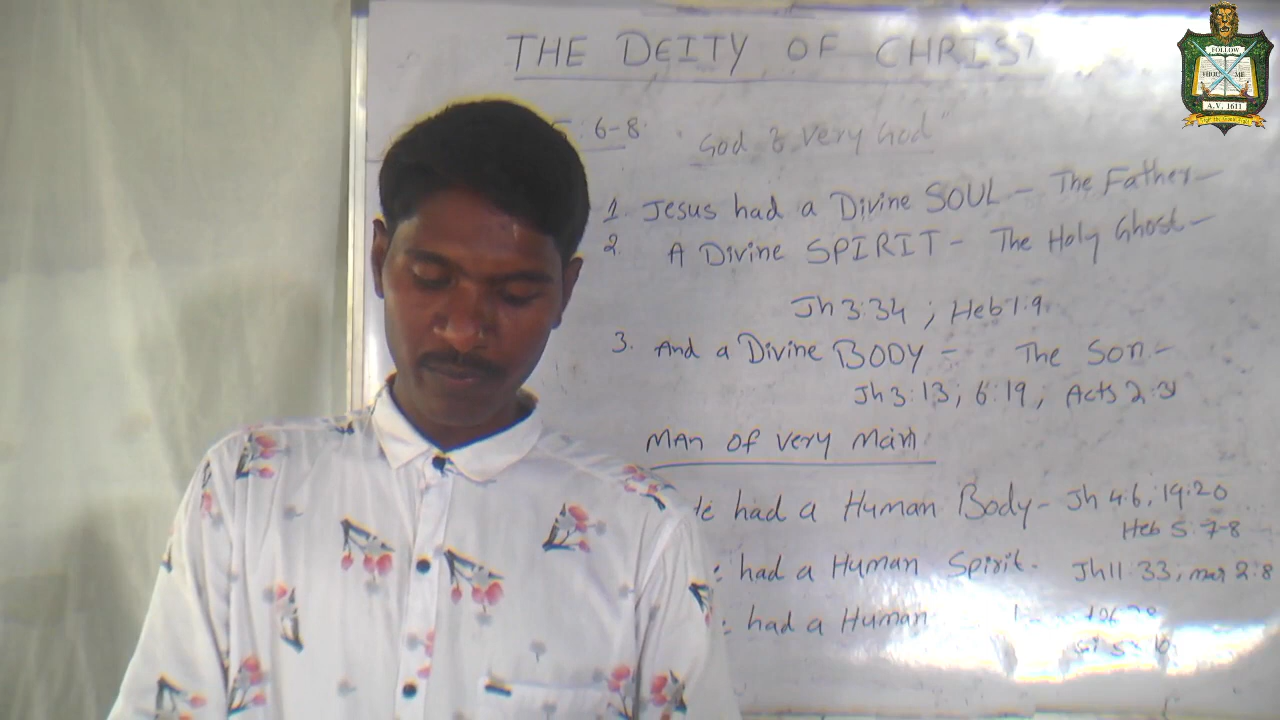 THE DEITY OF CHRIST
FOLLOW
THOU ME
A.V. 1611
: 6-8 "God of very God"
1. Jesus had a Divine SOUL - The Father -
2. A Divine SPIRIT - The Holy Ghost -
Jh 3:34 ; Heb 1:9
3. And a Divine BODY - The Son -
Jh 3:13 ; 6:19 ; Acts 2:31
Man of very Man
had a Human Body - Jh 4:6 ; 19:20
Heb 5:7-8
had a Human Spirit - Jh 11:33 ; mar 2:8
had a Human